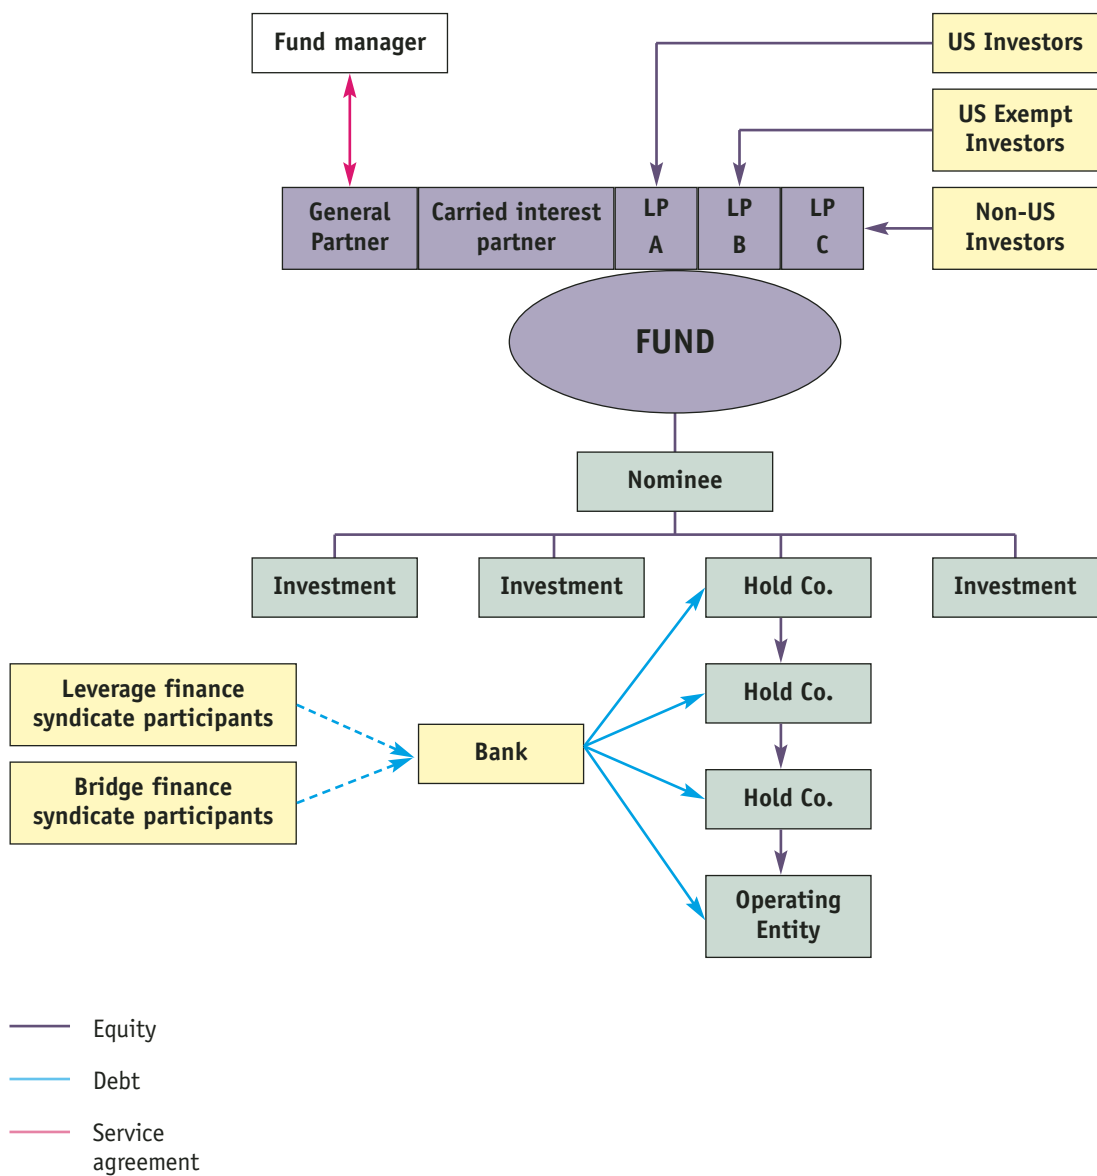 Fund manager
US Investors
US Exempt
Investors
Non-US
Investors
General
Partner
Carried interest
partner
LP
A
LP
B
LP
C
FUND
Nominee
Investment
Investment
Hold Co.
Investment
Leverage finance
syndicate participants
Bridge finance
syndicate participants
Bank
Hold Co.
Hold Co.
Operating
Entity
Equity
Debt
Service
agreement